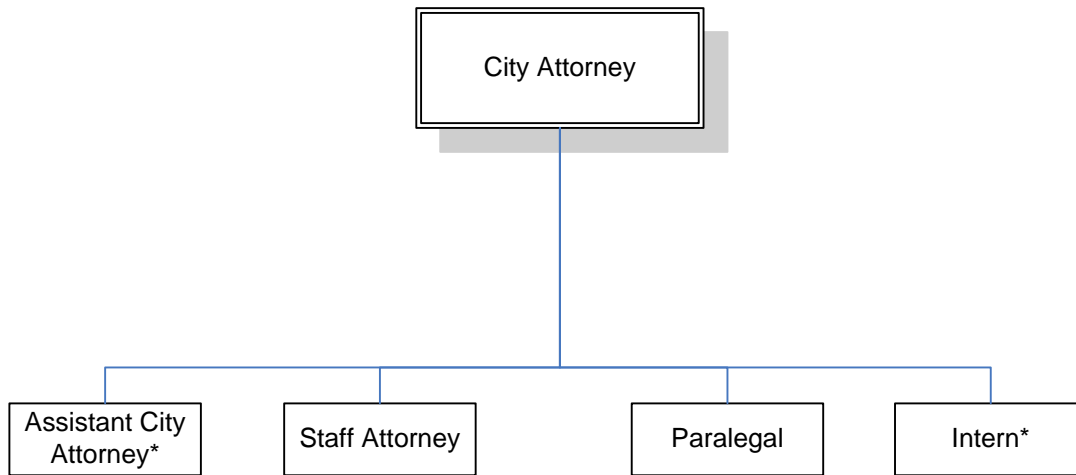 City Attorney
Assistant City
Attorney*
Staff Attorney
Paralegal
Intern*